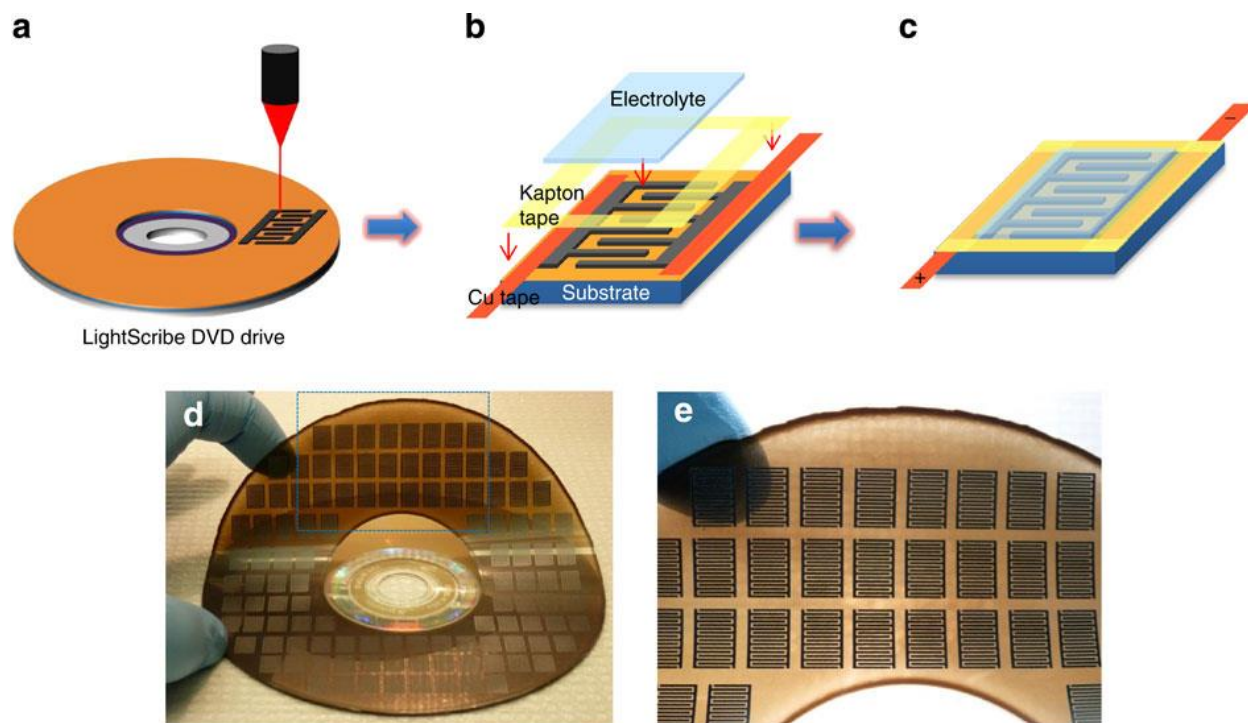 a
b
c
Electrolyte
Kapton
tape
Cu tape
Substrate
–
+
LightScribe DVD drive
d
e